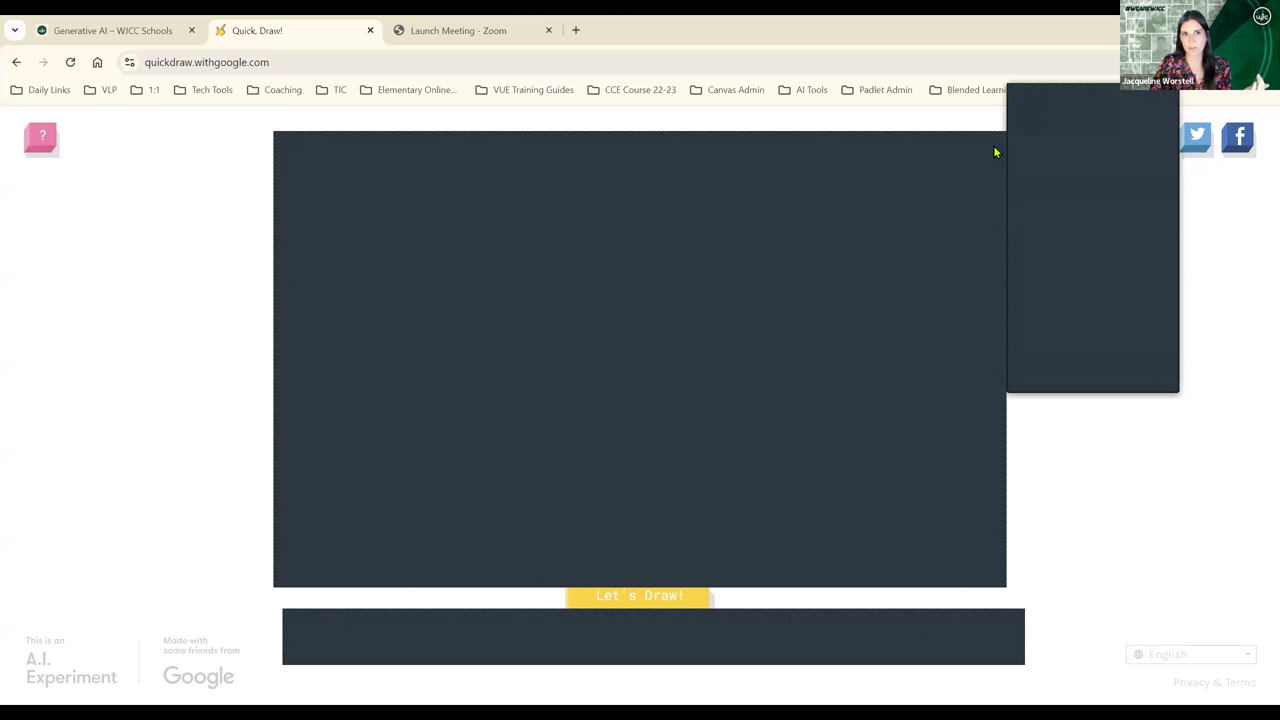 #WEAREWJCC
wjc
Jacqueline Worstell
Generative AI – WJCC Schools
Quick, Draw!
Launch Meeting - Zoom
quickdraw.withgoogle.com
Daily Links
VLP
1:1
Tech Tools
Coaching
TIC
Elementary Online...
VUE Training Guides
CCE Course 22-23
Canvas Admin
AI Tools
Padlet Admin
Blended Learni
?
Let's Draw!
This is an
A.I.
Experiment
Made with
some friends from
Google
English
Privacy & Terms